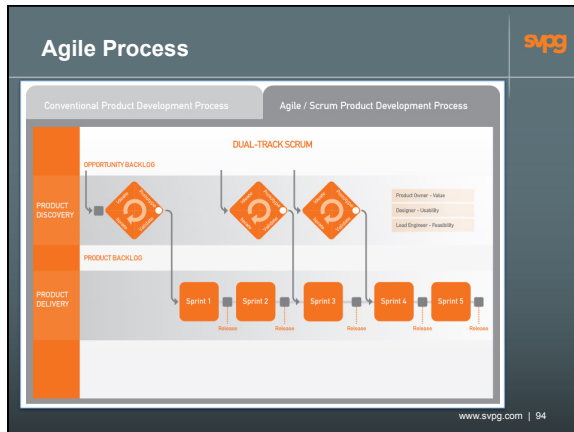 Agile Process
svpg
Conventional Product Development Process
Agile / Scrum Product Development Process
DUAL-TRACK SCRUM
OPPORTUNITY BACKLOG
PRODUCT
DISCOVERY
Product Owner - Value
Designer - Usability
Lead Engineer - Feasibility
PRODUCT BACKLOG
PRODUCT
DELIVERY
Sprint 1
Sprint 2
Sprint 3
Sprint 4
Sprint 5
Release
Release
Release
Release
Release
www.svpg.com | 94